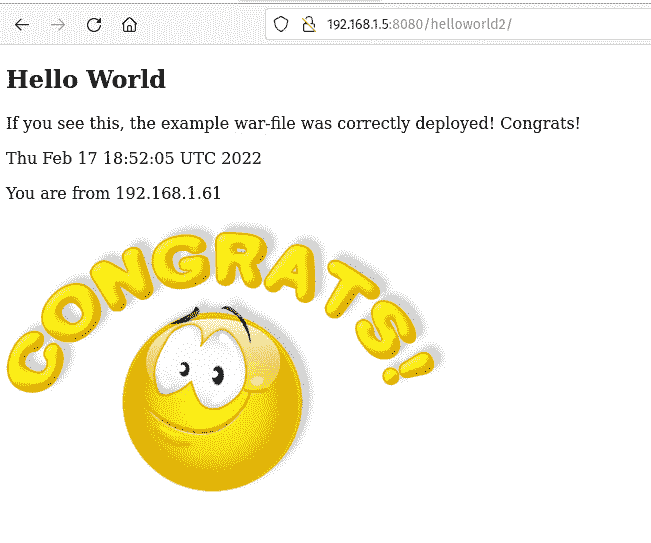 192.168.1.5:8080/helloworld2/
Hello World
If you see this, the example war-file was correctly deployed! Congrats!
Thu Feb 17 18:52:05 UTC 2022
You are from 192.168.1.61
CONGRATS!